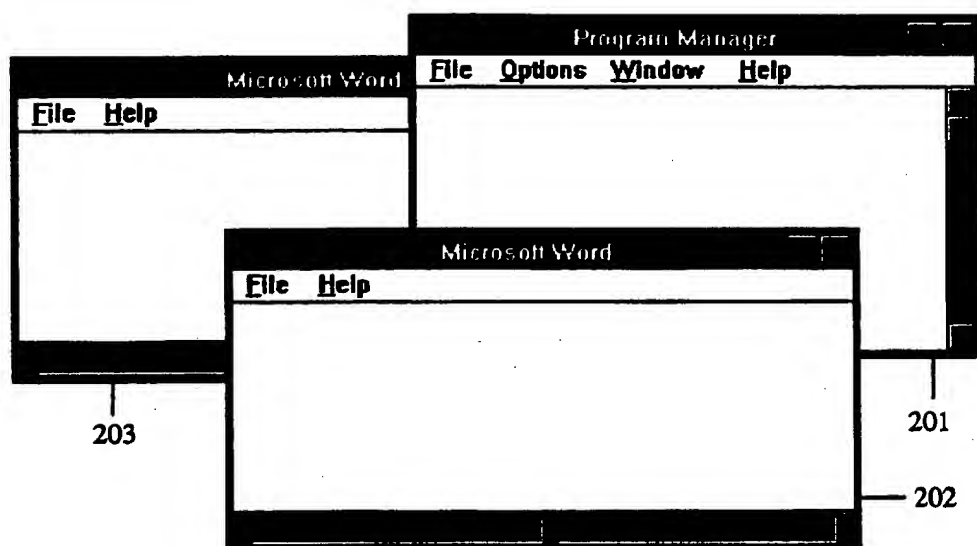 Program Manager
File Options Window Help
Microsoft Word
File Help
Microsoft Word
File Help
203
201
202